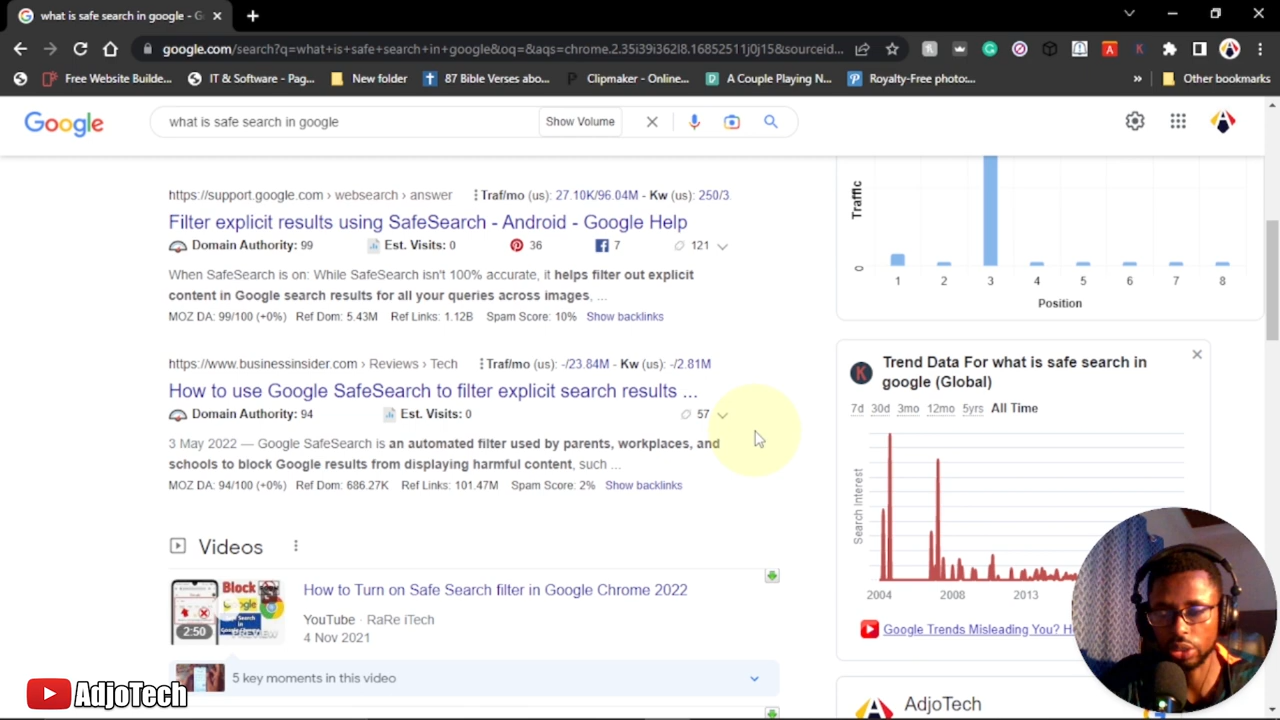 what is safe search in google - G
google.com/search?q=what+is+safe+search+in+google&oq=&aqs=chrome.2.35i39i362l8.16852511j0j15&sourceid...
Free Website Builde...
IT & Software - Pag...
New folder
87 Bible Verses abo...
Clipmaker - Online...
A Couple Playing N...
Royalty-Free photo:...
»
Other bookmarks
Google
what is safe search in google
Show Volume
https://support.google.com › websearch › answer
Traf/mo (us): 27.10K/96.04M - Kw (us): 250/3
Filter explicit results using SafeSearch - Android - Google Help
Domain Authority: 99
Est. Visits: 0
36
7
121
When SafeSearch is on: While SafeSearch isn't 100% accurate, it helps filter out explicit
content in Google search results for all your queries across images, ...
MOZ DA: 99/100 (+0%) Ref Dom: 5.43M Ref Links: 1.12B Spam Score: 10% Show backlinks
https://www.businessinsider.com › Reviews › Tech
Traf/mo (us): -/23.84M - Kw (us): -/2.81M
How to use Google SafeSearch to filter explicit search results ...
Domain Authority: 94
Est. Visits: 0
57
3 May 2022 — Google SafeSearch is an automated filter used by parents, workplaces, and
schools to block Google results from displaying harmful content, such ...
MOZ DA: 94/100 (+0%) Ref Dom: 686.27K Ref Links: 101.47M Spam Score: 2% Show backlinks
Videos
Block
2:50
PREVIEW
How to Turn on Safe Search filter in Google Chrome 2022
YouTube · RaRe iTech
4 Nov 2021
5 key moments in this video
Traffic
0
1 2 3 4 5 6 7 8
Position
K
Trend Data For what is safe search in
google (Global)
7d 30d 3mo 12mo 5yrs All Time
Search Interest
2004 2008 2013
Google Trends Misleading You? H
AdjoTech
AdjoTech